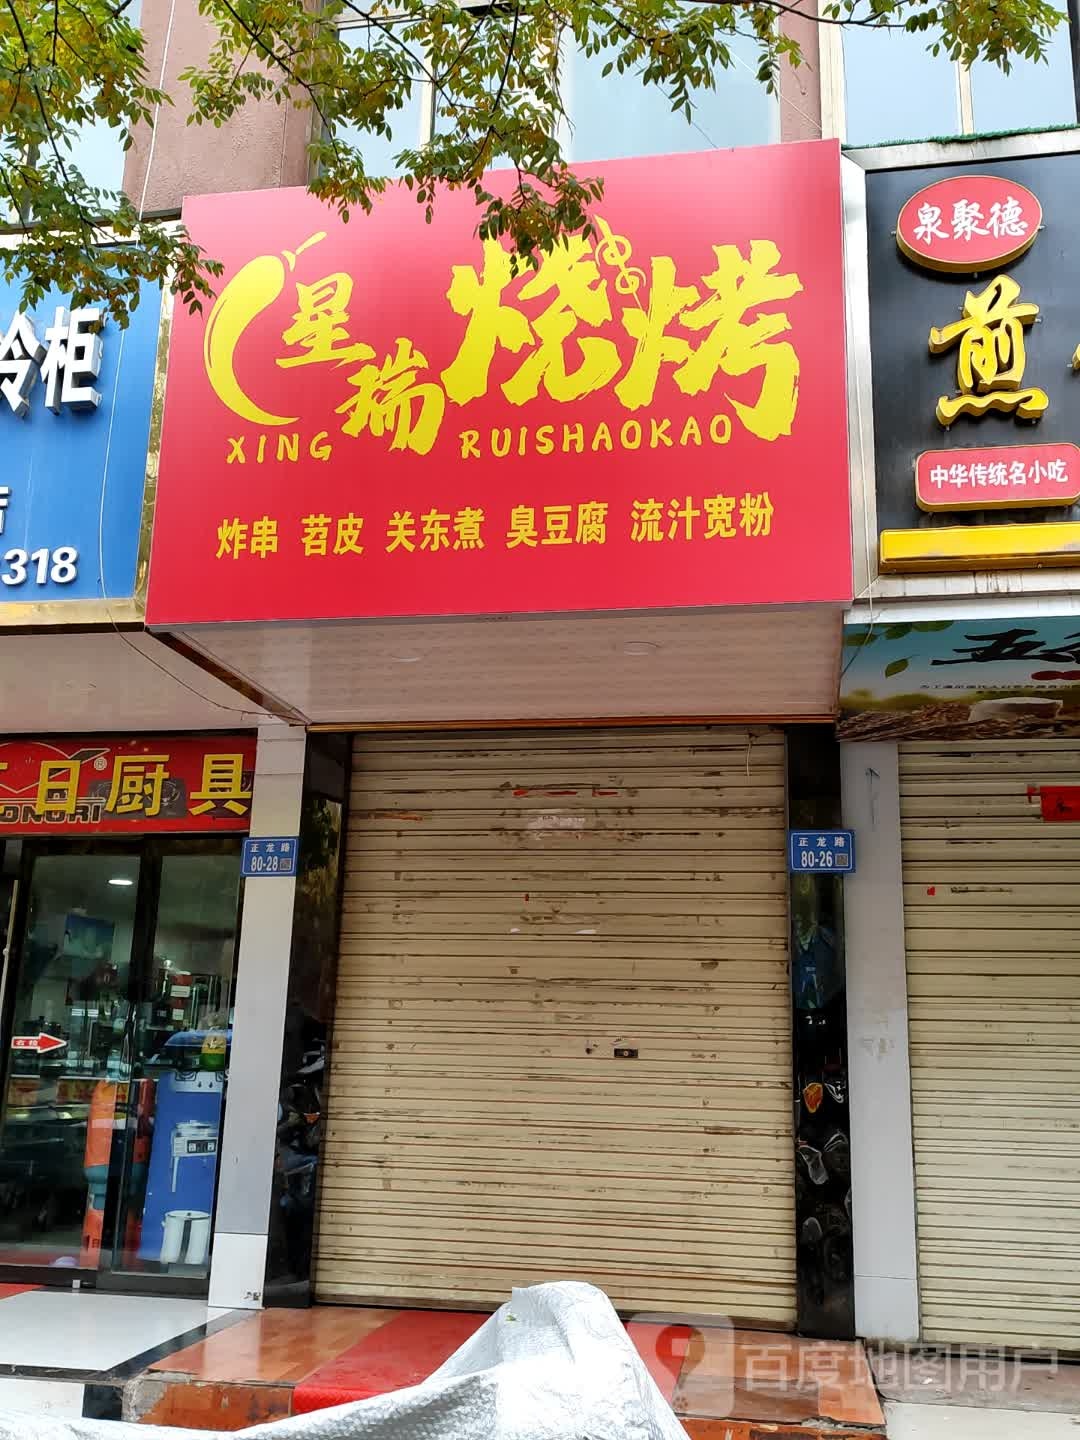 星瑞烧烤
XING RUISHAOKAO
炸串 苕皮 关东煮 臭豆腐 流汁宽粉
冷柜
318
泉聚德
煎
中华传统名小吃
日厨具
®
正龙路
80-28
正龙路
80-26
百度地图用户